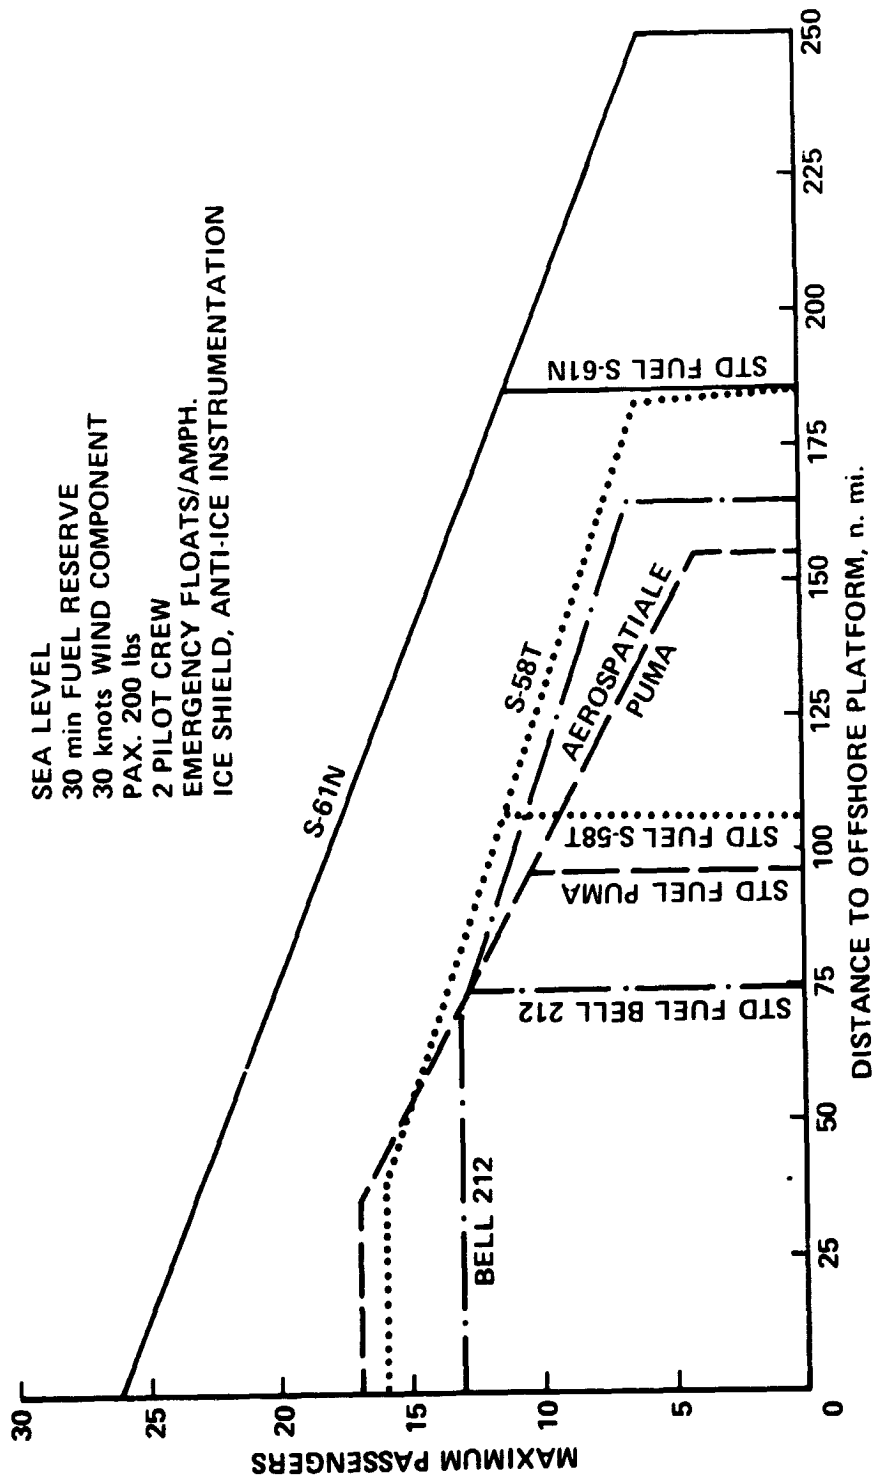 SEA LEVEL
30 min FUEL RESERVE
30 knots WIND COMPONENT
PAX. 200 lbs
2 PILOT CREW
EMERGENCY FLOATS/AMPH.
ICE SHIELD, ANTI-ICE INSTRUMENTATION
30
25
20
15
10
5
0
MAXIMUM PASSENGERS
S-61N
S-58T
AEROSPATIALE
PUMA
BELL 212
STD FUEL BELL 212
STD FUEL PUMA
STD FUEL S-58T
STD FUEL S-61N
25
50
75
100
125
150
175
200
225
250
DISTANCE TO OFFSHORE PLATFORM, n. mi.